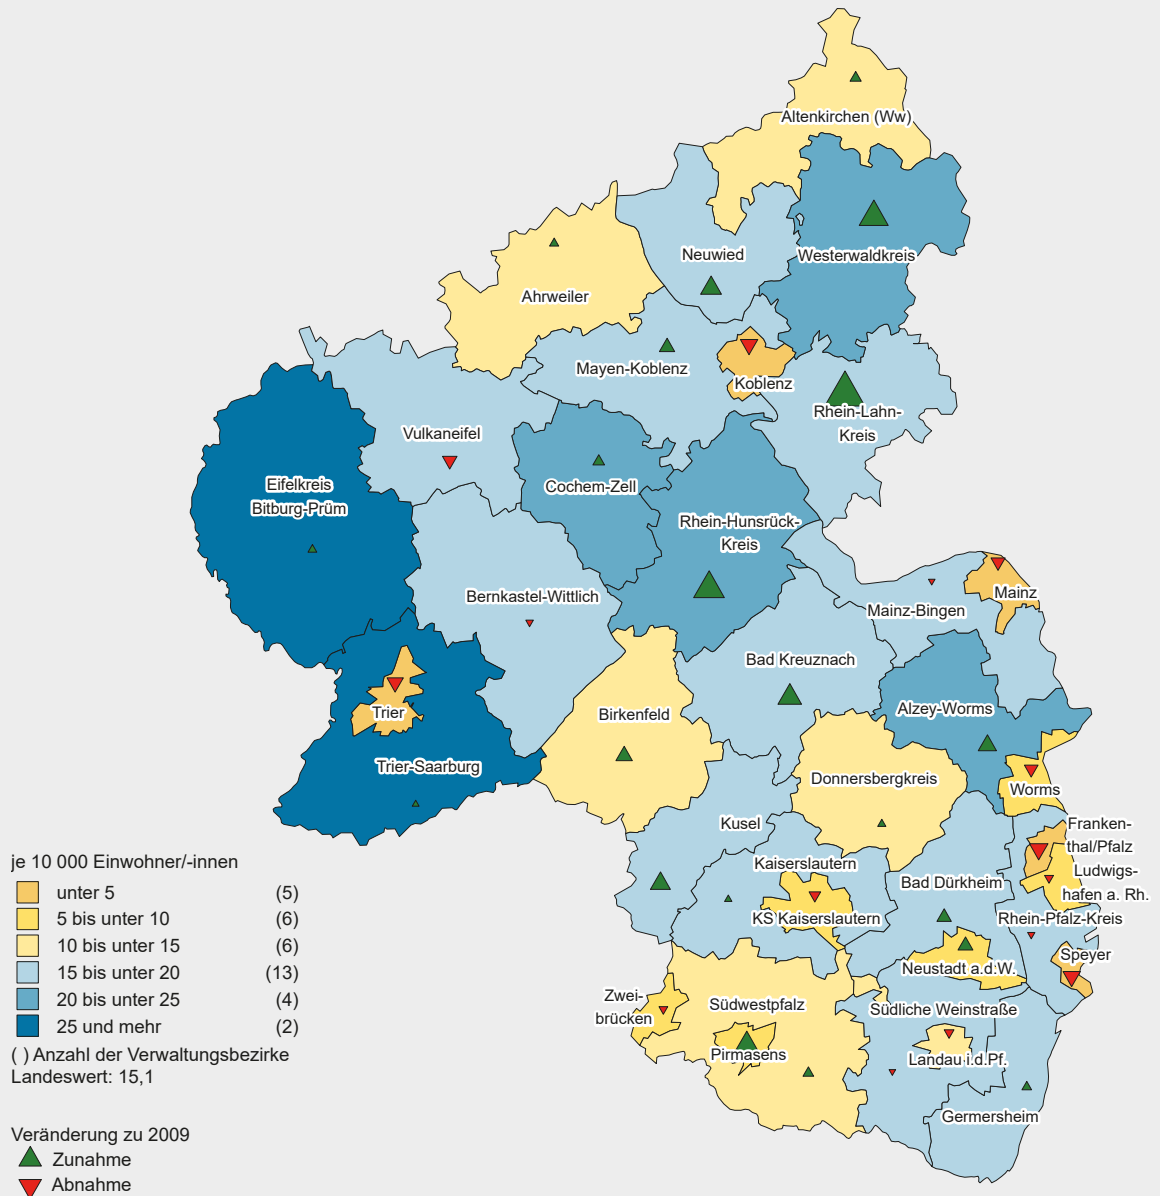 Altenkirchen (Ww)
Neuwied
Westerwaldkreis
Ahrweiler
Mayen-Koblenz
Koblenz
Rhein-Lahn-
Kreis
Vulkaneifel
Eifelkreis
Bitburg-Prüm
Cochem-Zell
Rhein-Hunsrück-
Kreis
Bernkastel-Wittlich
Mainz-Bingen
Mainz
Bad Kreuznach
Trier
Birkenfeld
Alzey-Worms
Trier-Saarburg
Donnersbergkreis
Worms
Kusel
Franken-
thal/Pfalz
Kaiserslautern
Ludwigs-
hafen a. Rh.
Bad Dürkheim
KS Kaiserslautern
Rhein-Pfalz-Kreis
Speyer
Neustadt a.d.W.
Zwei-
brücken
Südwestpfalz
Südliche Weinstraße
Pirmasens
Landau i.d.Pf.
Germersheim
je 10 000 Einwohner/-innen
unter 5 (5)
5 bis unter 10 (6)
10 bis unter 15 (6)
15 bis unter 20 (13)
20 bis unter 25 (4)
25 und mehr (2)
( ) Anzahl der Verwaltungsbezirke
Landeswert: 15,1
Veränderung zu 2009
Zunahme
Abnahme